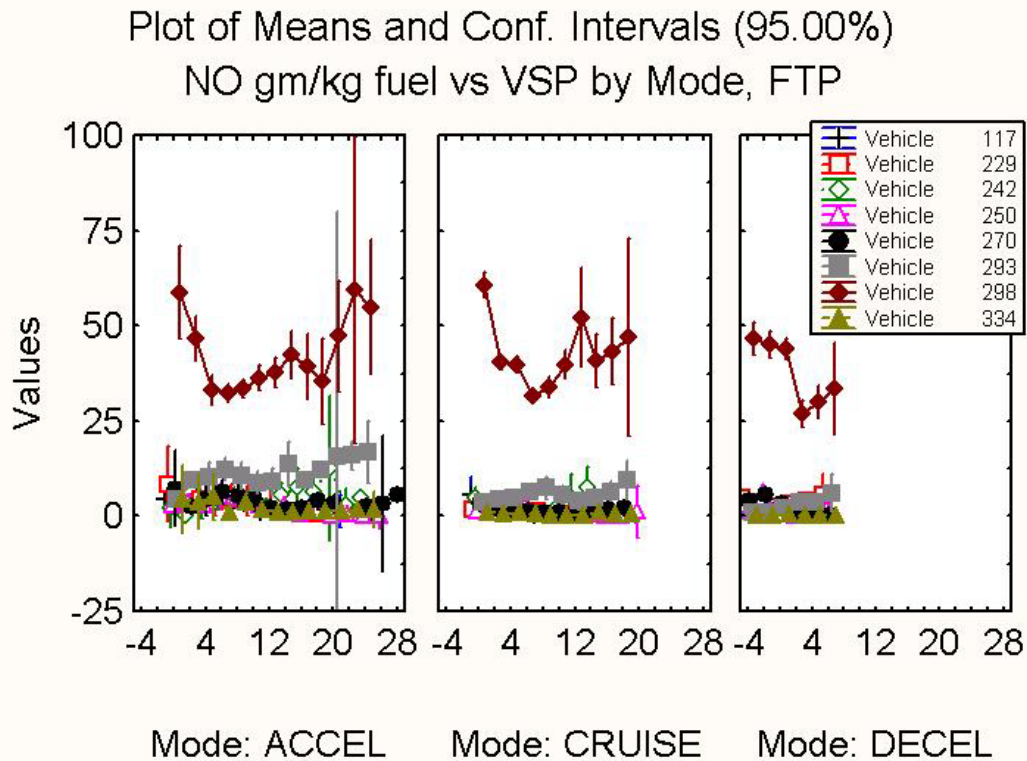 Plot of Means and Conf. Intervals (95.00%)
NO gm/kg fuel vs VSP by Mode, FTP
Values
100
75
50
25
0
-25
Vehicle 117
Vehicle 229
Vehicle 242
Vehicle 250
Vehicle 270
Vehicle 293
Vehicle 298
Vehicle 334
-4 4 12 20 28
-4 4 12 20 28
-4 4 12 20 28
Mode: ACCEL
Mode: CRUISE
Mode: DECEL